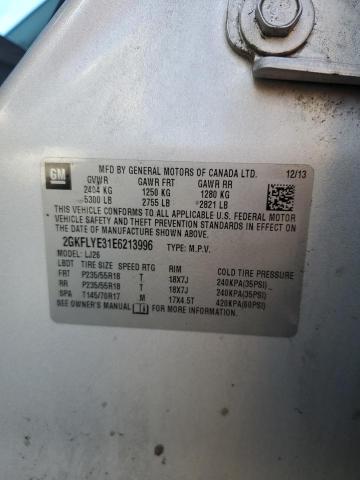 GM
MFD BY GENERAL MOTORS OF CANADA LTD. 12/13
GVWR GAWR FRT GAWR RR
2404 KG 1250 KG 1280 KG
5300 LB 2755 LB 2821 LB
THIS VEHICLE CONFORMS TO ALL APPLICABLE U.S. FEDERAL MOTOR
VEHICLE SAFETY AND THEFT PREVENTION STANDARDS IN EFFECT ON
THE DATE OF MANUFACTURE SHOWN ABOVE.
2GKFLYE31E6213996 TYPE: M.P.V.
MODEL: LJ26
LBDT TIRE SIZE SPEED RTG RIM COLD TIRE PRESSURE
FRT P235/55R18 T 18X7J 240KPA(35PSI)
RR P235/55R18 T 18X7J 240KPA(35PSI)
SPA T145/70R17 M 17X4.5T 420KPA(60PSI)
SEE OWNER'S MANUAL FOR MORE INFORMATION.